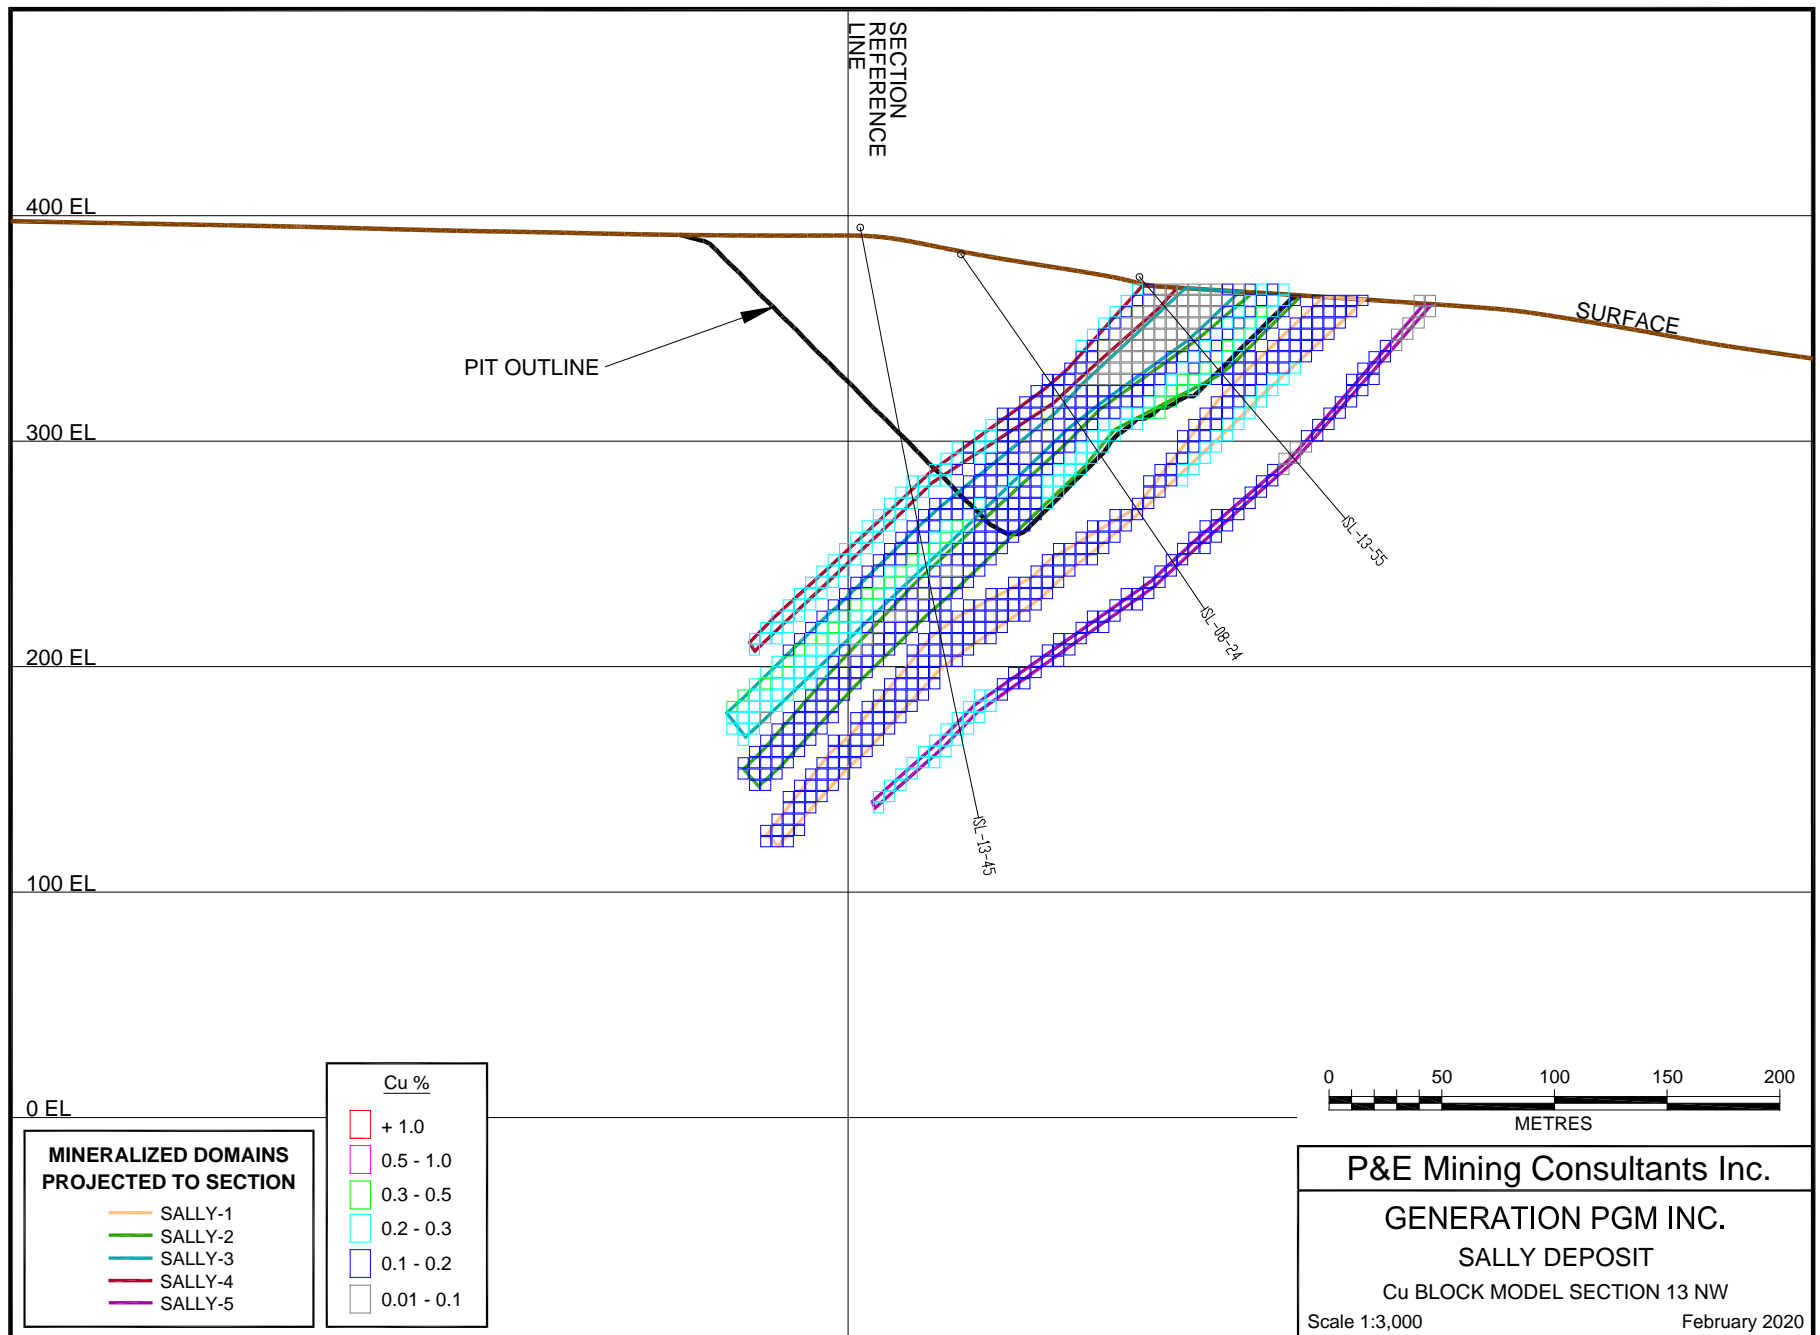 SECTION
REFERENCE
LINE
400 EL
SURFACE
PIT OUTLINE
300 EL
SL-13-55
SL-08-24
200 EL
SL-13-45
100 EL
0 EL
MINERALIZED DOMAINS
PROJECTED TO SECTION
SALLY-1
SALLY-2
SALLY-3
SALLY-4
SALLY-5
Cu %
+ 1.0
0.5 - 1.0
0.3 - 0.5
0.2 - 0.3
0.1 - 0.2
0.01 - 0.1
0 50 100 150 200
METRES
P&E Mining Consultants Inc.
GENERATION PGM INC.
SALLY DEPOSIT
Cu BLOCK MODEL SECTION 13 NW
Scale 1:3,000 February 2020